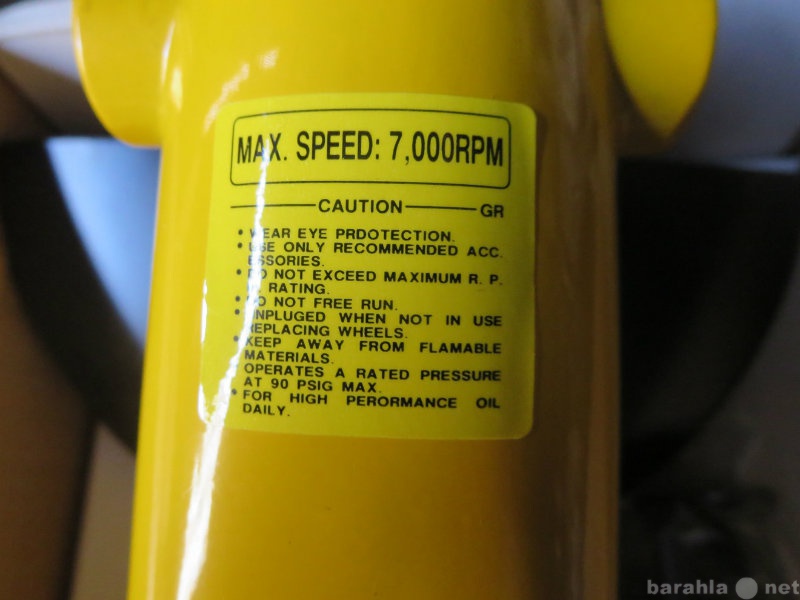 MAX. SPEED: 7,000RPM
CAUTION GR
• WEAR EYE PRDOTECTION.
• USE ONLY RECOMMENDED ACC.
ESSORIES.
• DO NOT EXCEED MAXIMUM R. P.
RATING.
• DO NOT FREE RUN.
• UNPLUGED WHEN NOT IN USE
REPLACING WHEELS.
• KEEP AWAY FROM FLAMABLE
MATERIALS.
OPERATES A RATED PRESSURE
AT 90 PSIG MAX.
• FOR HIGH PERORMANCE OIL
DAILY.
barahla net